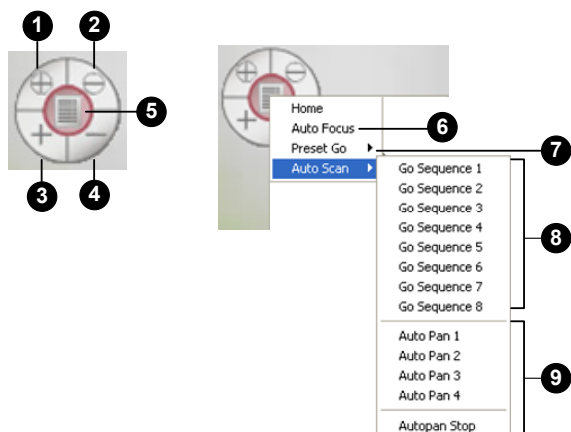 1
2
5
3
4
Home
Auto Focus
6
Preset Go
7
Auto Scan
Go Sequence 1
Go Sequence 2
Go Sequence 3
Go Sequence 4
Go Sequence 5
Go Sequence 6
Go Sequence 7
Go Sequence 8
8
Auto Pan 1
Auto Pan 2
Auto Pan 3
Auto Pan 4
9
Autopan Stop